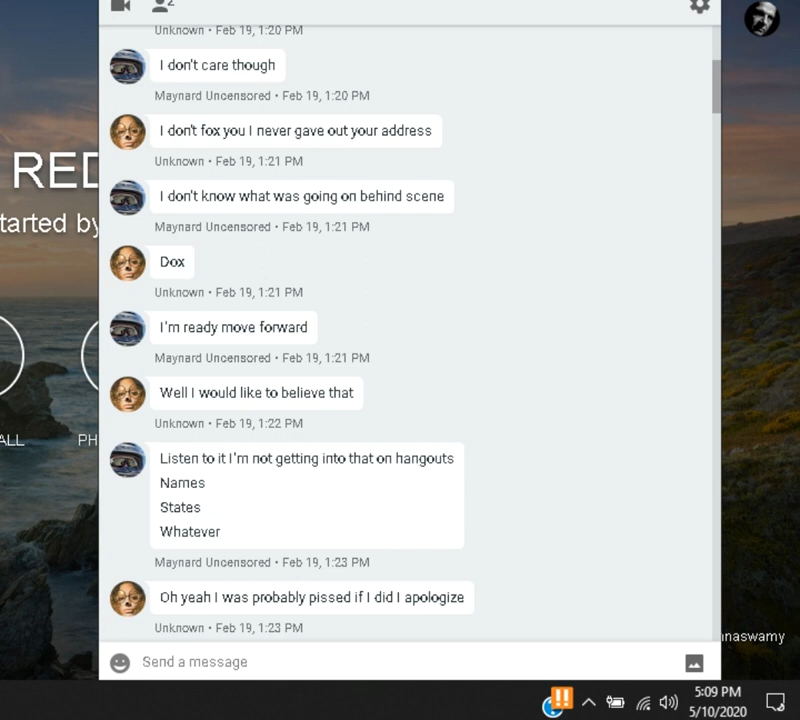 2
Unknown • Feb 19, 1:20 PM
I don't care though
Maynard Uncensored • Feb 19, 1:20 PM
I don't fox you I never gave out your address
Unknown • Feb 19, 1:21 PM
RED
I don't know what was going on behind scene
tarted by
Maynard Uncensored • Feb 19, 1:21 PM
Dox
Unknown • Feb 19, 1:21 PM
I'm ready move forward
Maynard Uncensored • Feb 19, 1:21 PM
Well I would like to believe that
Unknown • Feb 19, 1:22 PM
ALL
PH
Listen to it I'm not getting into that on hangouts
Names
States
Whatever
Maynard Uncensored • Feb 19, 1:23 PM
Oh yeah I was probably pissed if I did I apologize
Unknown • Feb 19, 1:23 PM
nnaswamy
Send a message
5:09 PM
5/10/2020